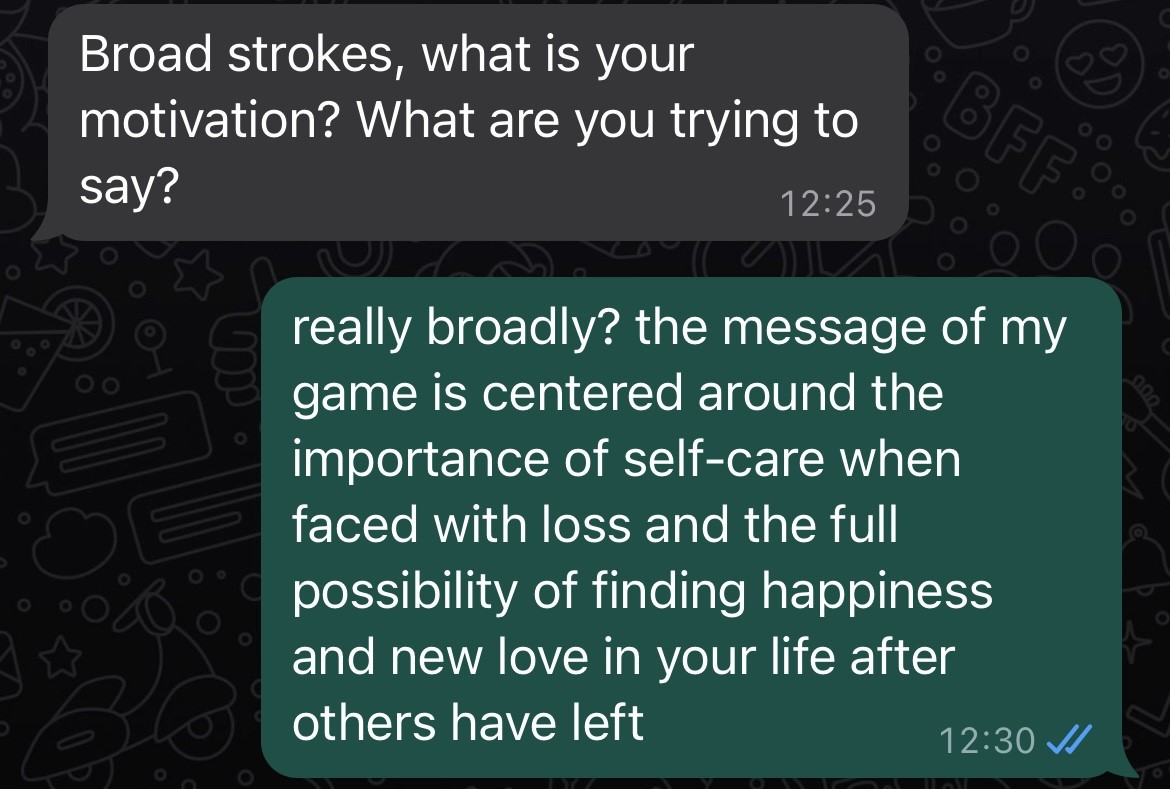 Broad strokes, what is your
motivation? What are you trying to
say?
12:25
BFF
really broadly? the message of my
game is centered around the
importance of self-care when
faced with loss and the full
possibility of finding happiness
and new love in your life after
others have left
12:30